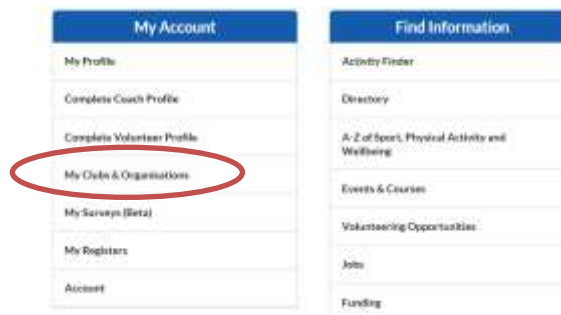 My Account
My Profile
Complete Coach Profile
Complete Volunteer Profile
My Clubs & Organisations
My Surveys (Beta)
My Registers
Account
Find Information
Activity Finder
Directory
A-Z of Sport, Physical Activity and
Wellbeing
Events & Courses
Volunteering Opportunities
Jobs
Funding